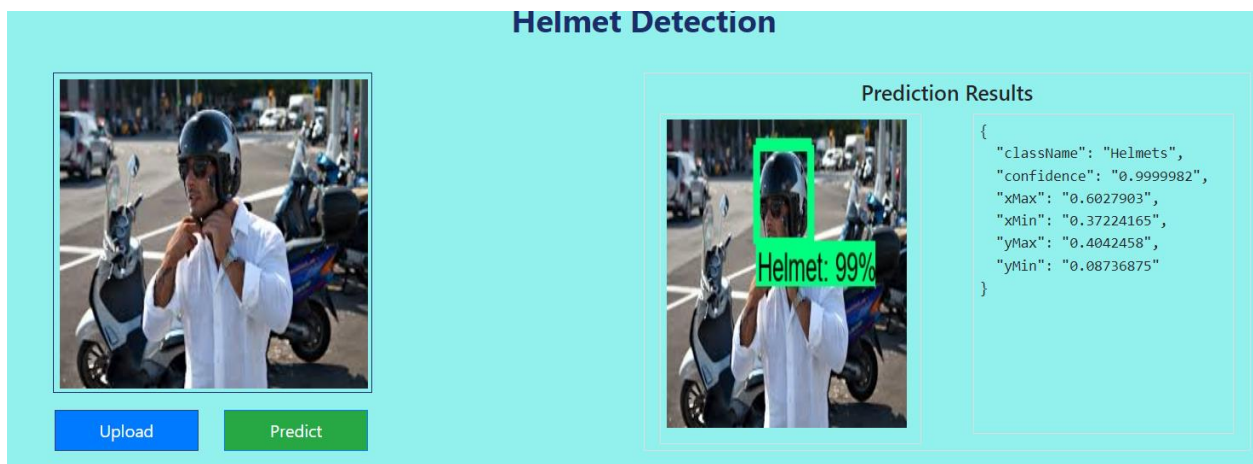 Helmet Detection
Upload
Predict
Prediction Results
Helmet: 99%
{
"className": "Helmets",
"confidence": "0.9999982",
"xMax": "0.6027903",
"xMin": "0.37224165",
"yMax": "0.4042458",
"yMin": "0.08736875"
}